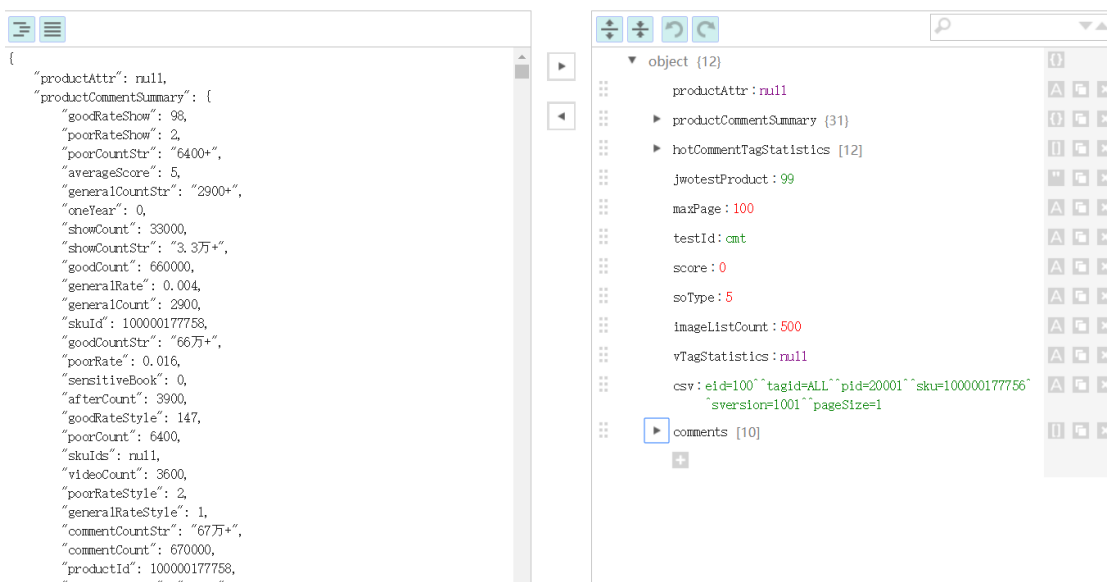 {
"productAttr": null,
"productCommentSummary": {
"goodRateShow": 98,
"poorRateShow": 2,
"poorCountStr": "6400+",
"averageScore": 5,
"generalCountStr": "2900+",
"oneYear": 0,
"showCount": 33000,
"showCountStr": "3.3万+",
"goodCount": 660000,
"generalRate": 0.004,
"generalCount": 2900,
"skuId": 100000177758,
"goodCountStr": "66万+",
"poorRate": 0.016,
"sensitiveBook": 0,
"afterCount": 3900,
"goodRateStyle": 147,
"poorCount": 6400,
"skuIds": null,
"videoCount": 3600,
"poorRateStyle": 2,
"generalRateStyle": 1,
"commentCountStr": "67万+",
"commentCount": 670000,
"productId": 100000177758,
object {12}
productAttr : null
productCommentSummary {31}
hotCommentTagStatistics [12]
jwotestProduct : 99
maxPage : 100
testId : cmt
score : 0
soType : 5
imageListCount : 500
vTagStatistics : null
csv : eid=100^^tagid=ALL^^pid=20001^^sku=100000177756^
^sversion=1001^^pageSize=1
comments [10]